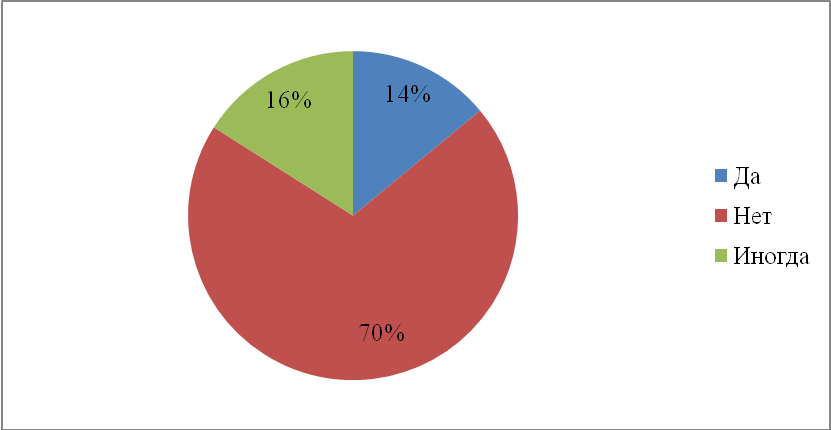 16%
14%
70%
Да
Нет
Иногда